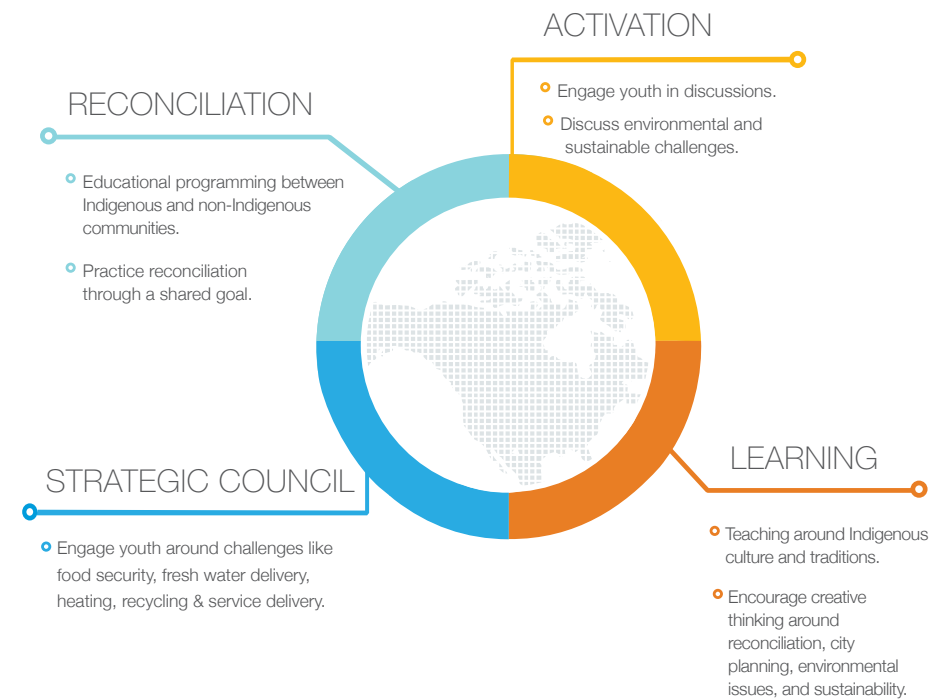 ACTIVATION
Engage youth in discussions.
Discuss environmental and
sustainable challenges.
RECONCILIATION
Educational programming between
Indigenous and non-Indigenous
communities.
Practice reconciliation
through a shared goal.
STRATEGIC COUNCIL
Engage youth around challenges like
food security, fresh water delivery,
heating, recycling & service delivery.
LEARNING
Teaching around Indigenous
culture and traditions.
Encourage creative
thinking around
reconciliation, city
planning, environmental
issues, and sustainability.